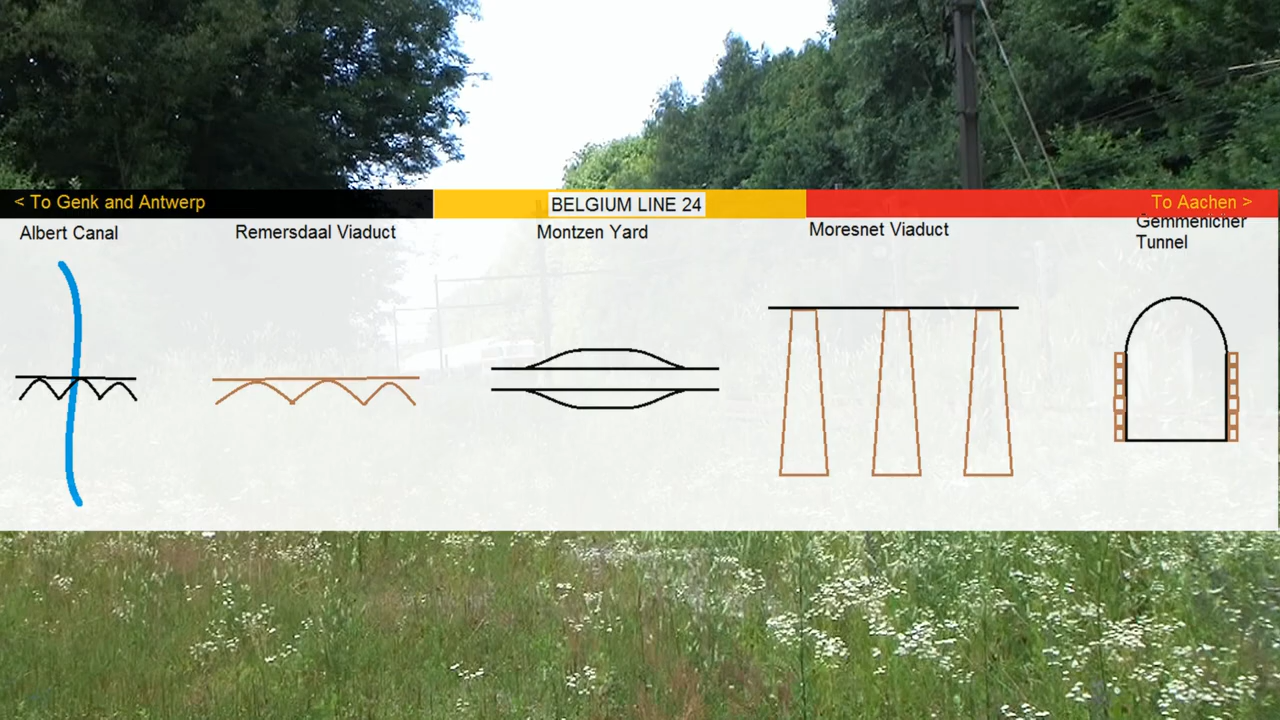 < To Genk and Antwerp
BELGIUM LINE 24
To Aachen >
Albert Canal
Remersdaal Viaduct
Montzen Yard
Moresnet Viaduct
Gemmenicher
Tunnel